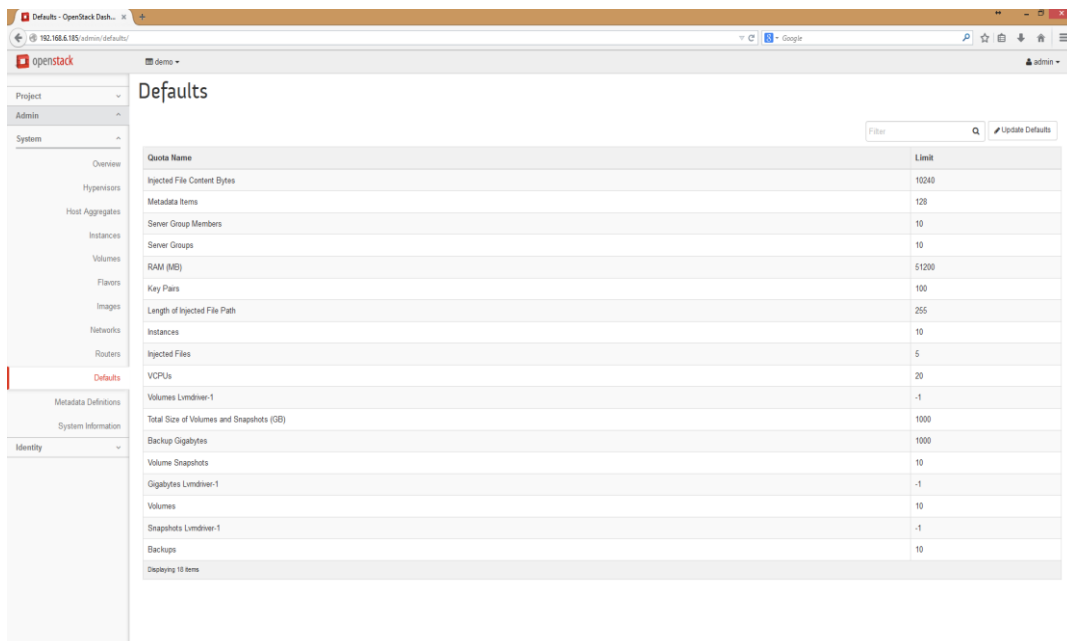 Defaults - OpenStack Dash...
192.168.6.185/admin/defaults/
Google
openstack
demo
admin
Project
Admin
System
Overview
Hypervisors
Host Aggregates
Instances
Volumes
Flavors
Images
Networks
Routers
Defaults
Metadata Definitions
System Information
Identity
Defaults
Filter
Update Defaults
Quota Name Limit
Injected File Content Bytes 10240
Metadata Items 128
Server Group Members 10
Server Groups 10
RAM (MB) 51200
Key Pairs 100
Length of Injected File Path 255
Instances 10
Injected Files 5
VCPUs 20
Volumes Lvmdriver-1 -1
Total Size of Volumes and Snapshots (GB) 1000
Backup Gigabytes 1000
Volume Snapshots 10
Gigabytes Lvmdriver-1 -1
Volumes 10
Snapshots Lvmdriver-1 -1
Backups 10
Displaying 18 items